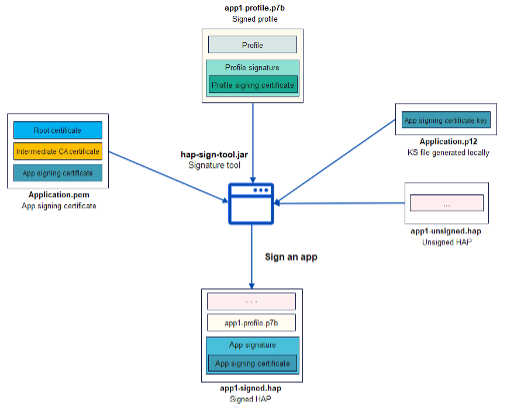 app1-profile.p7b
Signed profile
Profile
Profile signature
Profile signing certificate
Root certificate
Intermediate CA certificate
App signing certificate
Application.pem
App signing certificate
hap-sign-tool.jar
Signature tool
App signing certificate key
Application.p12
KS file generated locally
...
app1-unsigned.hap
Unsigned HAP
Sign an app
...
app1-profile.p7b
App signature
App signing certificate
app1-signed.hap
Signed HAP